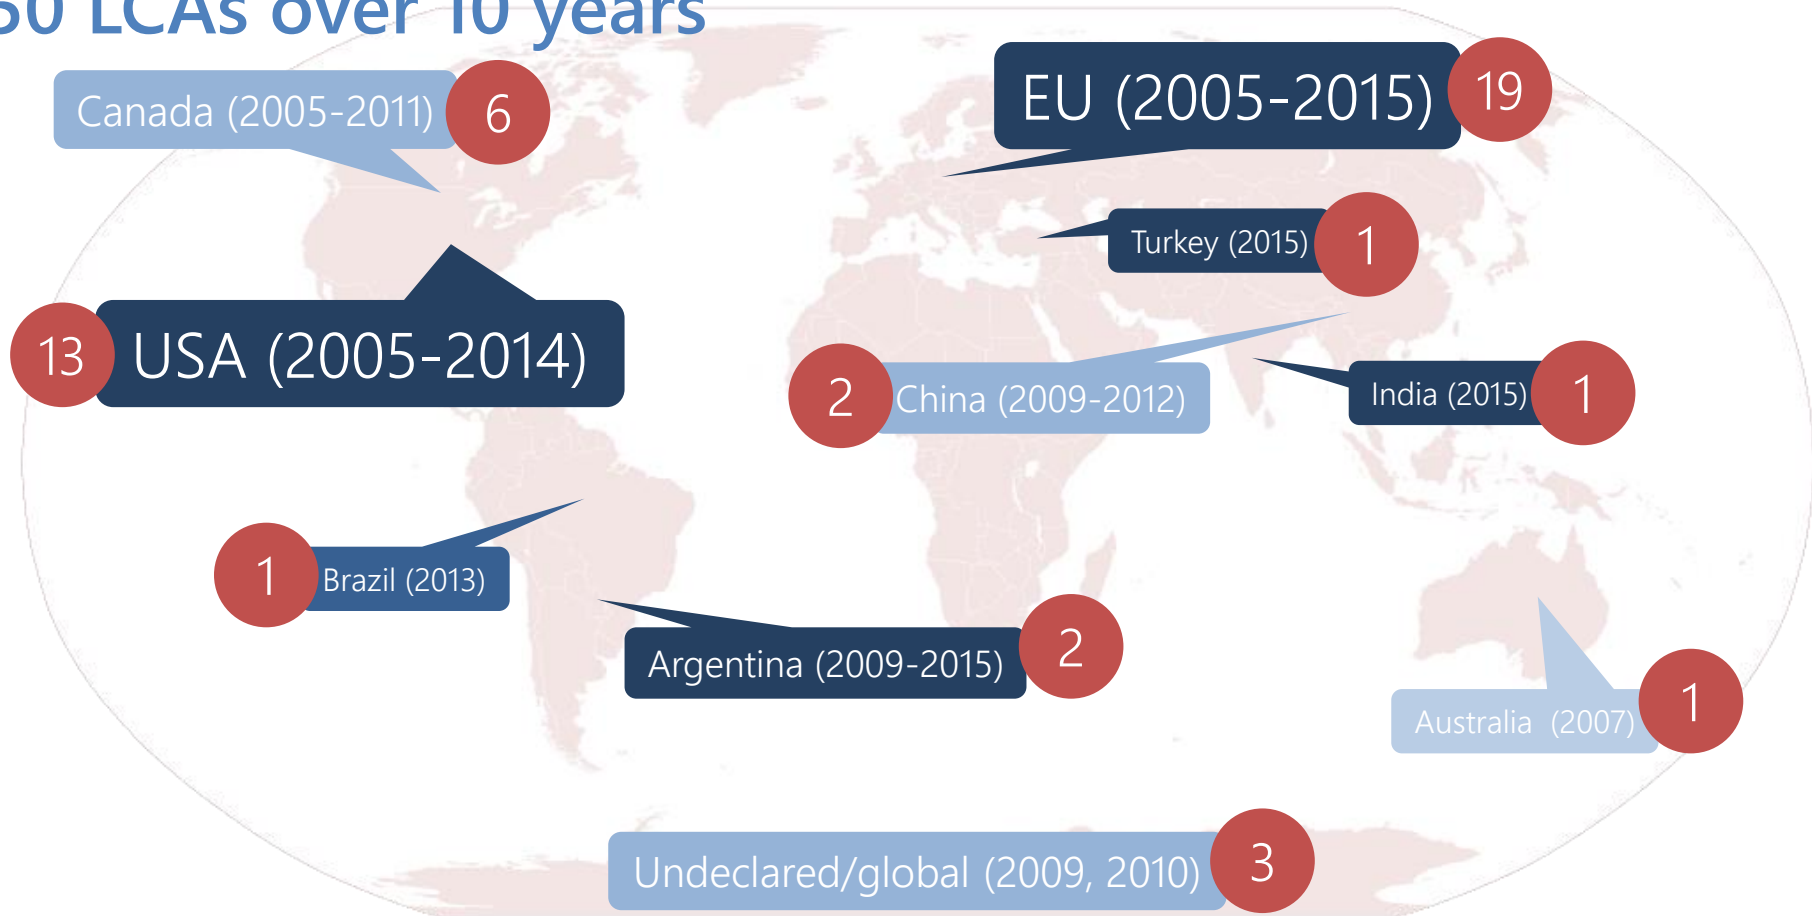 50 LCAs over 10 years
Canada (2005-2011) 6
EU (2005-2015) 19
Turkey (2015) 1
13 USA (2005-2014)
2 China (2009-2012)
India (2015) 1
1 Brazil (2013)
Argentina (2009-2015) 2
Australia (2007) 1
Undeclared/global (2009, 2010) 3